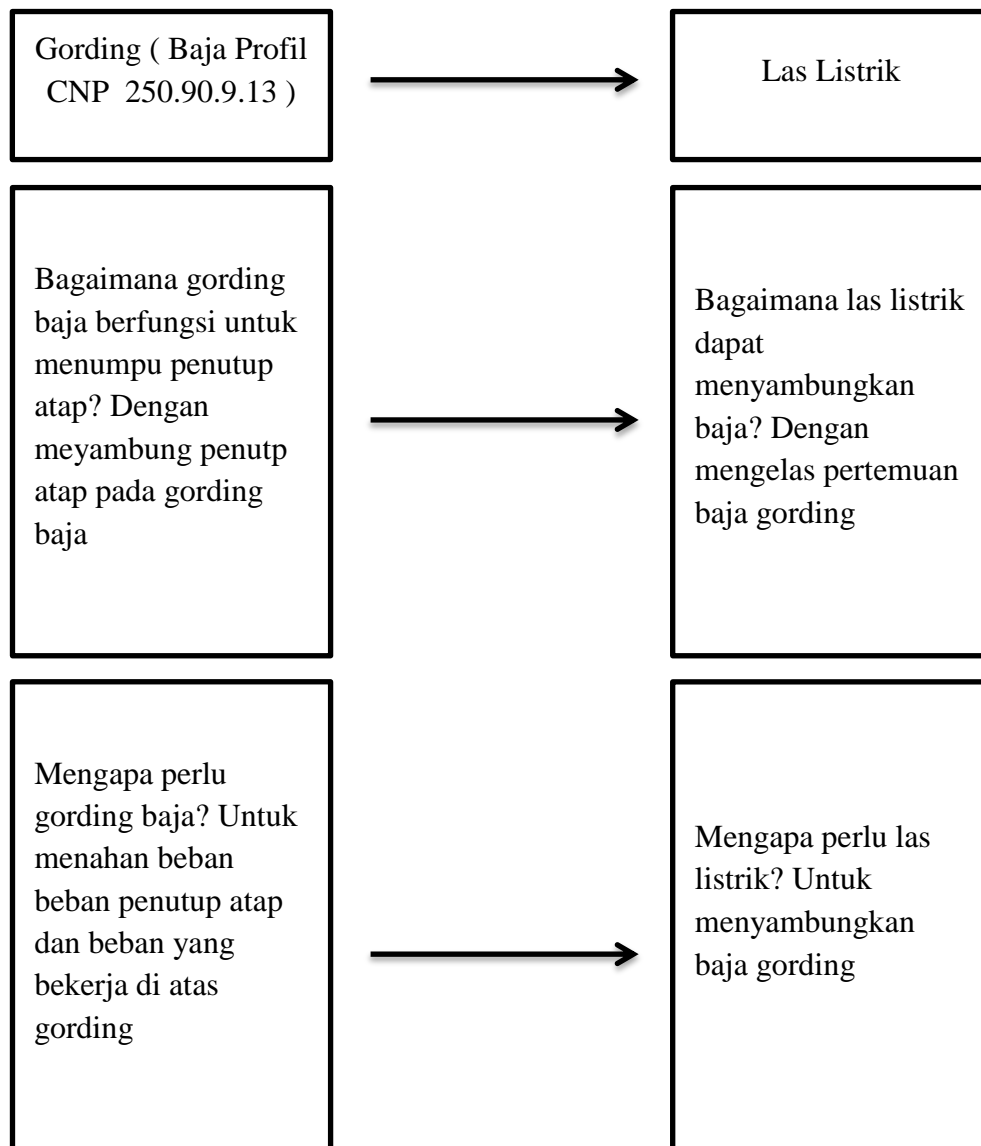 Gording ( Baja Profil
CNP  250.90.9.13 )
Las Listrik
Bagaimana gording
baja berfungsi untuk
menumpu penutup
atap? Dengan
meyambung penutp
atap pada gording
baja
Bagaimana las listrik
dapat
menyambungkan
baja? Dengan
mengelas pertemuan
baja gording
Mengapa perlu
gording baja? Untuk
menahan beban
beban penutup atap
dan beban yang
bekerja di atas
gording
Mengapa perlu las
listrik? Untuk
menyambungkan
baja gording